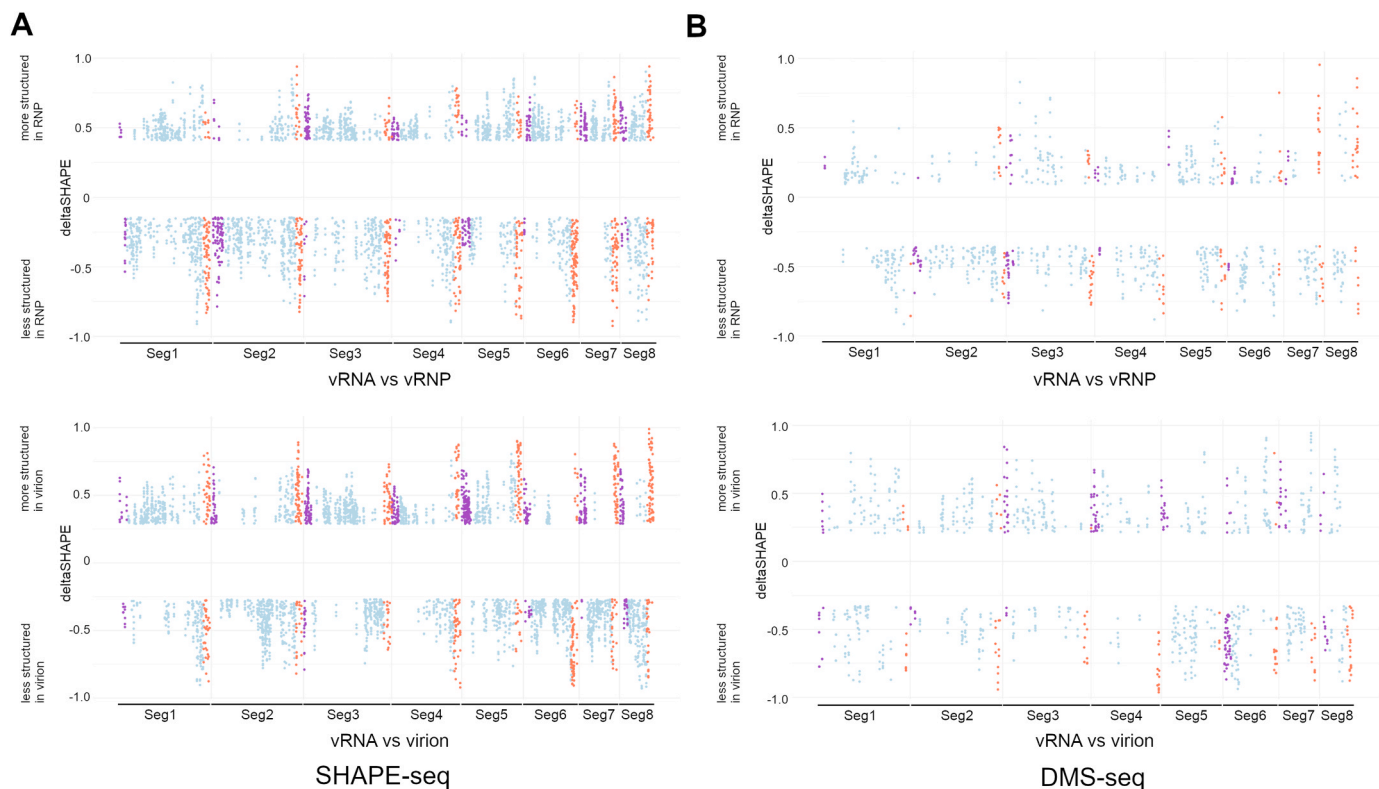 A
more structured
in RNP
less structured
in RNP
deltaSHAPE
1.0
0.5
0
-0.5
-1.0
Seg1 Seg2 Seg3 Seg4 Seg5 Seg6 Seg7 Seg8
vRNA vs vRNP
more structured
in virion
less structured
in virion
deltaSHAPE
1.0
0.5
0
-0.5
-1.0
Seg1 Seg2 Seg3 Seg4 Seg5 Seg6 Seg7 Seg8
vRNA vs virion
SHAPE-seq
B
more structured
in RNP
less structured
in RNP
deltaSHAPE
1.0
0.5
0
-0.5
-1.0
Seg1 Seg2 Seg3 Seg4 Seg5 Seg6 Seg7 Seg8
vRNA vs vRNP
more structured
in virion
less structured
in virion
deltaSHAPE
1.0
0.5
0
-0.5
-1.0
Seg1 Seg2 Seg3 Seg4 Seg5 Seg6 Seg7 Seg8
vRNA vs virion
DMS-seq